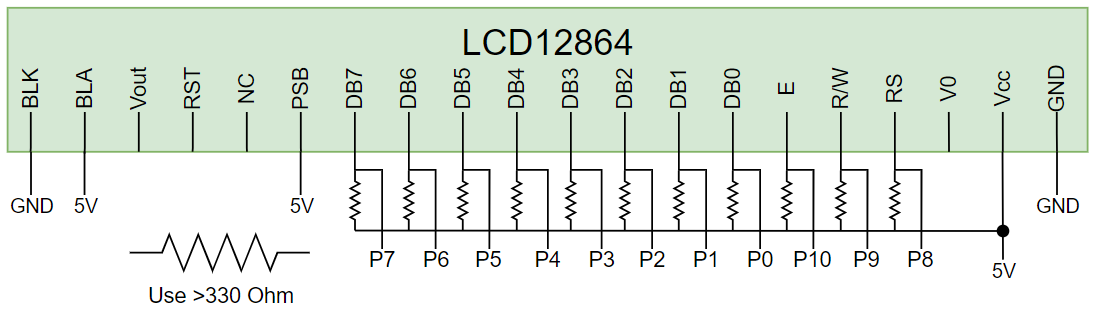 LCD12864
BLK BLA Vout RST NC PSB DB7 DB6 DB5 DB4 DB3 DB2 DB1 DB0 E R/W RS V0 Vcc GND
GND 5V 5V GND
P7 P6 P5 P4 P3 P2 P1 P0 P10 P9 P8 5V
Use >330 Ohm